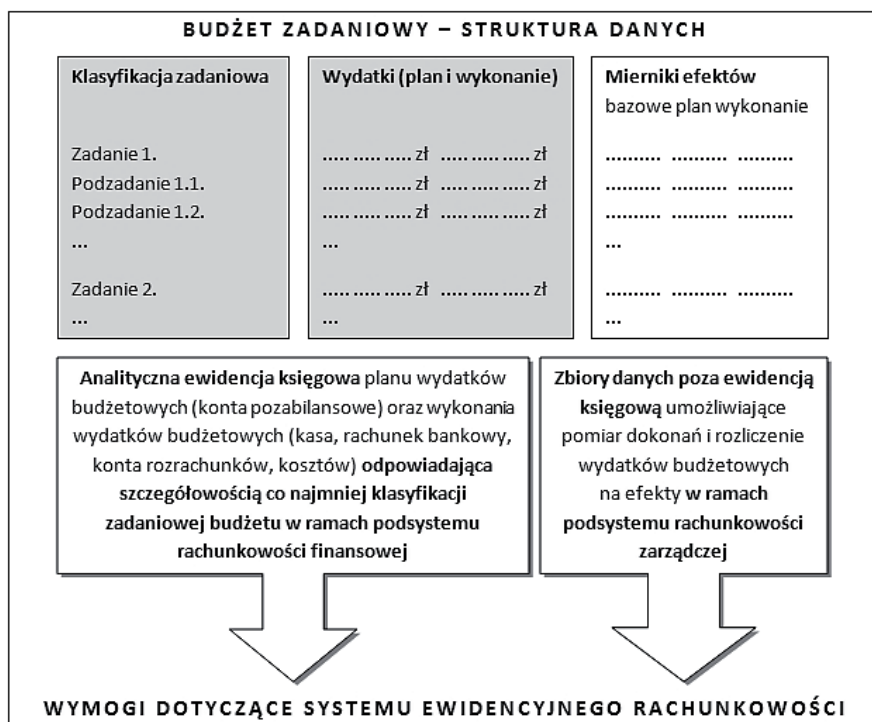 BUDŻET ZADANIOWY – STRUKTURA DANYCH
Klasyfikacja zadaniowa
Zadanie 1.
Podzadanie 1.1.
Podzadanie 1.2.
...
Zadanie 2.
...
Wydatki (plan i wykonanie)
..... ..... ..... zł ..... ..... ..... zł
..... ..... ..... zł ..... ..... ..... zł
..... ..... ..... zł ..... ..... ..... zł
...
..... ..... ..... zł ..... ..... ..... zł
...
Mierniki efektów
bazowe plan wykonanie
.......... .......... ..........
.......... .......... ..........
.......... .......... ..........
...
.......... .......... ..........
...
Analityczna ewidencja księgowa planu wydatków
budżetowych (konta pozabilansowe) oraz wykonania
wydatków budżetowych (kasa, rachunek bankowy,
konta rozrachunków, kosztów) odpowiadająca
szczegółowością co najmniej klasyfikacji
zadaniowej budżetu w ramach podsystemu
rachunkowości finansowej
Zbiory danych poza ewidencją
księgową umożliwiające
pomiar dokonań i rozliczenie
wydatków budżetowych
na efekty w ramach
podsystemu rachunkowości
zarządczej
WYMOGI DOTYCZĄCE SYSTEMU EWIDENCYJNEGO RACHUNKOWOŚCI